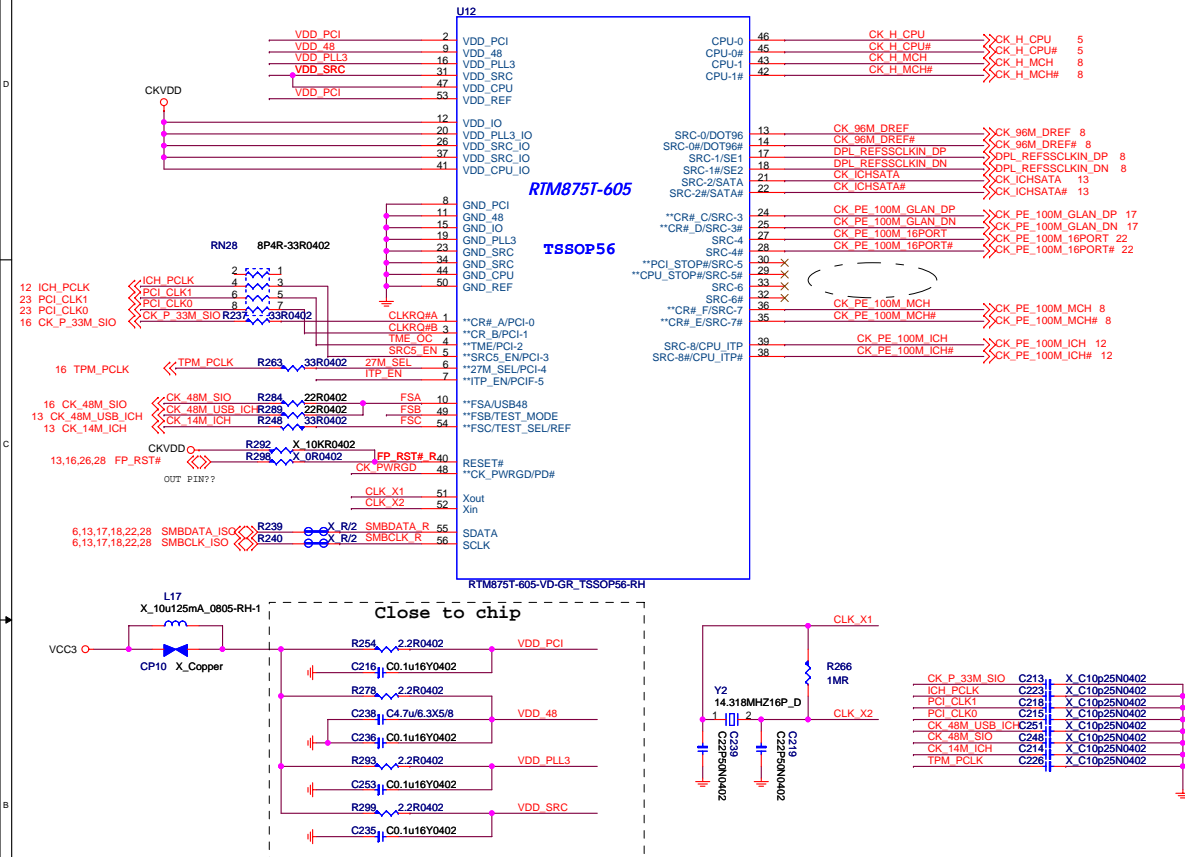 U12
VDD_PCI 2 VDD_PCI
VDD_48 9 VDD_48
VDD_PLL3 16 VDD_PLL3
VDD_SRC 31 VDD_SRC
47 VDD_CPU
VDD_PCI 53 VDD_REF
CKVDD
12 VDD_IO
20 VDD_PLL3_IO
26 VDD_SRC_IO
37 VDD_SRC_IO
41 VDD_CPU_IO
8 GND_PCI
11 GND_48
15 GND_IO
19 GND_PLL3
23 GND_SRC
34 GND_SRC
44 GND_CPU
50 GND_REF
RTM875T-605
TSSOP56
CPU-0 46 CK_H_CPU CK_H_CPU 5
CPU-0# 45 CK_H_CPU# CK_H_CPU# 5
CPU-1 43 CK_H_MCH CK_H_MCH 8
CPU-1# 42 CK_H_MCH# CK_H_MCH# 8
SRC-0/DOT96 13 CK_96M_DREF CK_96M_DREF 8
SRC-0#/DOT96# 14 CK_96M_DREF# CK_96M_DREF# 8
SRC-1/SE1 17 DPL_REFSSCLKIN_DP DPL_REFSSCLKIN_DP 8
SRC-1#/SE2 18 DPL_REFSSCLKIN_DN DPL_REFSSCLKIN_DN 8
SRC-2/SATA 21 CK_ICHSATA CK_ICHSATA 13
SRC-2#/SATA# 22 CK_ICHSATA# CK_ICHSATA# 13
**CR#_C/SRC-3 24 CK_PE_100M_GLAN_DP CK_PE_100M_GLAN_DP 17
**CR#_D/SRC-3# 25 CK_PE_100M_GLAN_DN CK_PE_100M_GLAN_DN 17
SRC-4 27 CK_PE_100M_16PORT CK_PE_100M_16PORT 22
SRC-4# 28 CK_PE_100M_16PORT# CK_PE_100M_16PORT# 22
**PCI_STOP#/SRC-5 30
**CPU_STOP#/SRC-5# 29
SRC-6 33
SRC-6# 32
**CR#_F/SRC-7 36 CK_PE_100M_MCH CK_PE_100M_MCH 8
**CR#_E/SRC-7# 35 CK_PE_100M_MCH# CK_PE_100M_MCH# 8
SRC-8/CPU_ITP 39 CK_PE_100M_ICH CK_PE_100M_ICH 12
SRC-8#/CPU_ITP# 38 CK_PE_100M_ICH# CK_PE_100M_ICH# 12
RN28 8P4R-33R0402
12 ICH_PCLK ICH_PCLK 2 1
23 PCI_CLK1 PCI_CLK1 4 3
23 PCI_CLK0 PCI_CLK0 6 5
16 CK_P_33M_SIO CK_P_33M_SIO 8 7
R237 33R0402
CLKRQ#A 1 **CR#_A/PCI-0
CLKRQ#B 3 **CR_B/PCI-1
TME_OC 4 **TME/PCI-2
SRC5_EN 5 **SRC5_EN/PCI-3
16 TPM_PCLK TPM_PCLK R263 33R0402 27M_SEL 6 **27M_SEL/PCI-4
ITP_EN 7 **ITP_EN/PCIF-5
16 CK_48M_SIO CK_48M_SIO R284 22R0402 FSA 10 **FSA/USB48
13 CK_48M_USB_ICH CK_48M_USB_ICH R289 22R0402 FSB 49 **FSB/TEST_MODE
13 CK_14M_ICH CK_14M_ICH R248 33R0402 FSC 54 **FSC/TEST_SEL/REF
CKVDD R292 X_10KR0402
13,16,26,28 FP_RST# R298 X_0R0402 FP_RST#_R 40 RESET#
CK_PWRGD 48 **CK_PWRGD/PD#
OUT PIN??
CLK_X1 51 Xout
CLK_X2 52 Xin
6,13,17,18,22,28 SMBDATA_ISO R239 X_R/2 SMBDATA_R 55 SDATA
6,13,17,18,22,28 SMBCLK_ISO R240 X_R/2 SMBCLK_R 56 SCLK
RTM875T-605-VD-GR_TSSOP56-RH
L17
X_10u125mA_0805-RH-1
VCC3
CP10 X_Copper
Close to chip
R254 2.2R0402 VDD_PCI
C216 C0.1u16Y0402
R278 2.2R0402
C238 C4.7u/6.3X5/8 VDD_48
C236 C0.1u16Y0402
R293 2.2R0402 VDD_PLL3
C253 C0.1u16Y0402
R299 2.2R0402 VDD_SRC
C235 C0.1u16Y0402
CLK_X1
R266
1MR
Y2
14.318MHZ16P_D
1 2
CLK_X2
C239
C22P50N0402
C219
C22P50N0402
CK_P_33M_SIO C213 X_C10p25N0402
ICH_PCLK C223 X_C10p25N0402
PCI_CLK1 C218 X_C10p25N0402
PCI_CLK0 C215 X_C10p25N0402
CK_48M_USB_ICH C251 X_C10p25N0402
CK_48M_SIO C248 X_C10p25N0402
CK_14M_ICH C214 X_C10p25N0402
TPM_PCLK C226 X_C10p25N0402
D
C
B